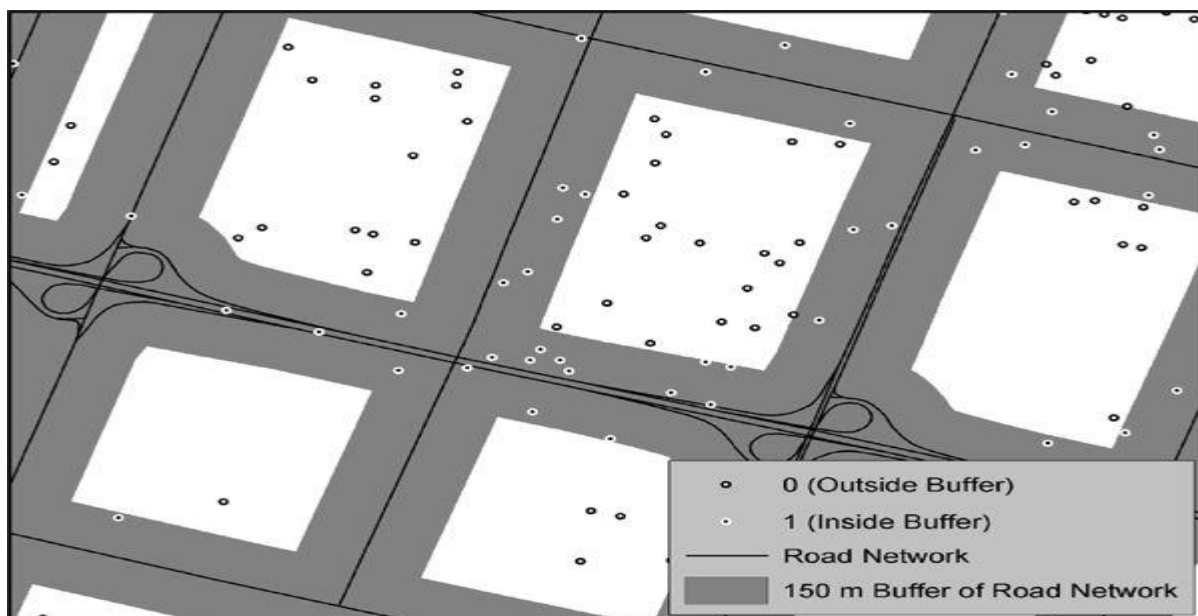 0 (Outside Buffer)
1 (Inside Buffer)
Road Network
150 m Buffer of Road Network